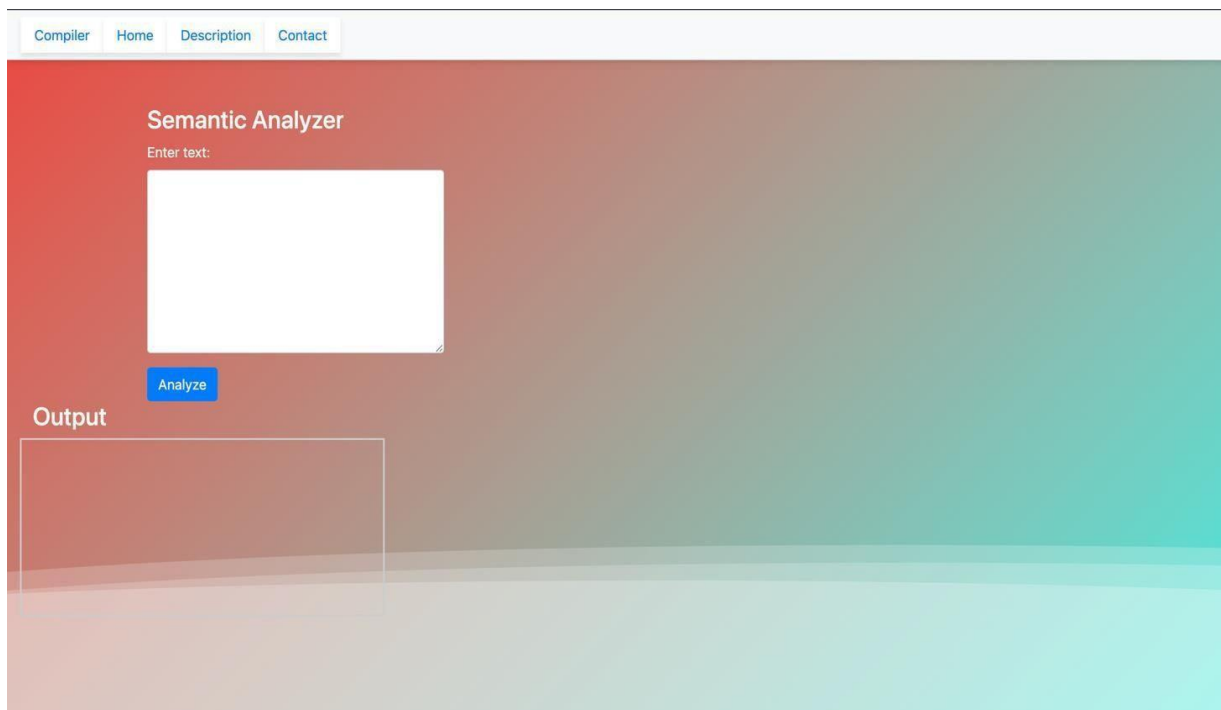 Compiler Home Description Contact
Semantic Analyzer
Enter text:
Analyze
Output